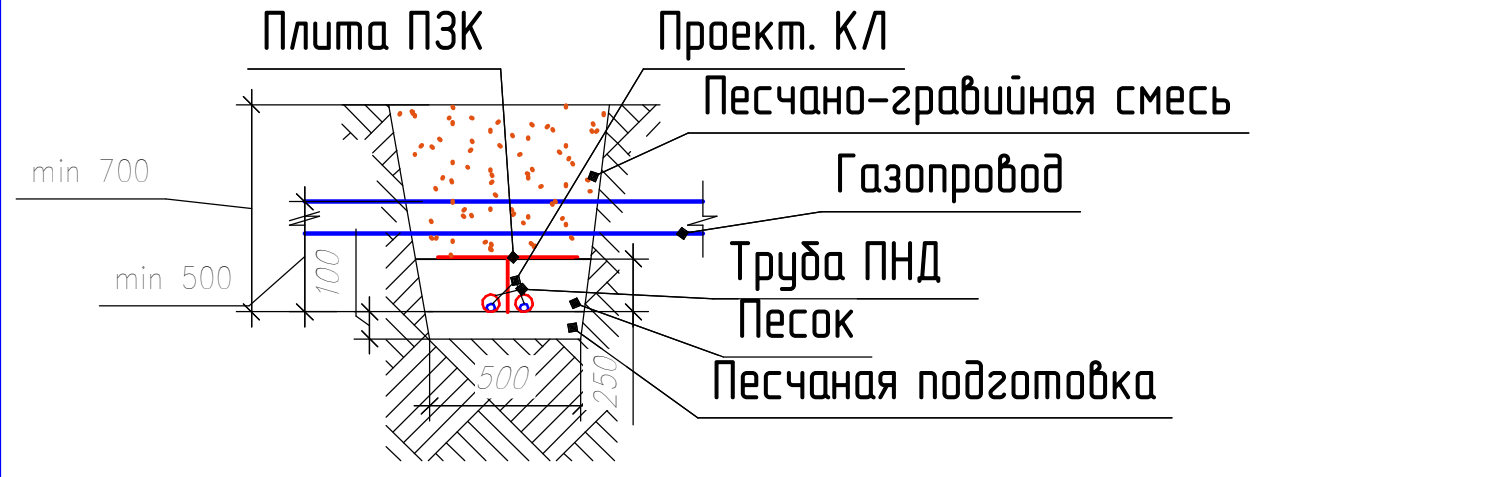 Плита ПЗК
Проект. КЛ
Песчано-гравийная смесь
min 700
Газопровод
Труба ПНД
min 500
100
Песок
500
250
Песчаная подготовка